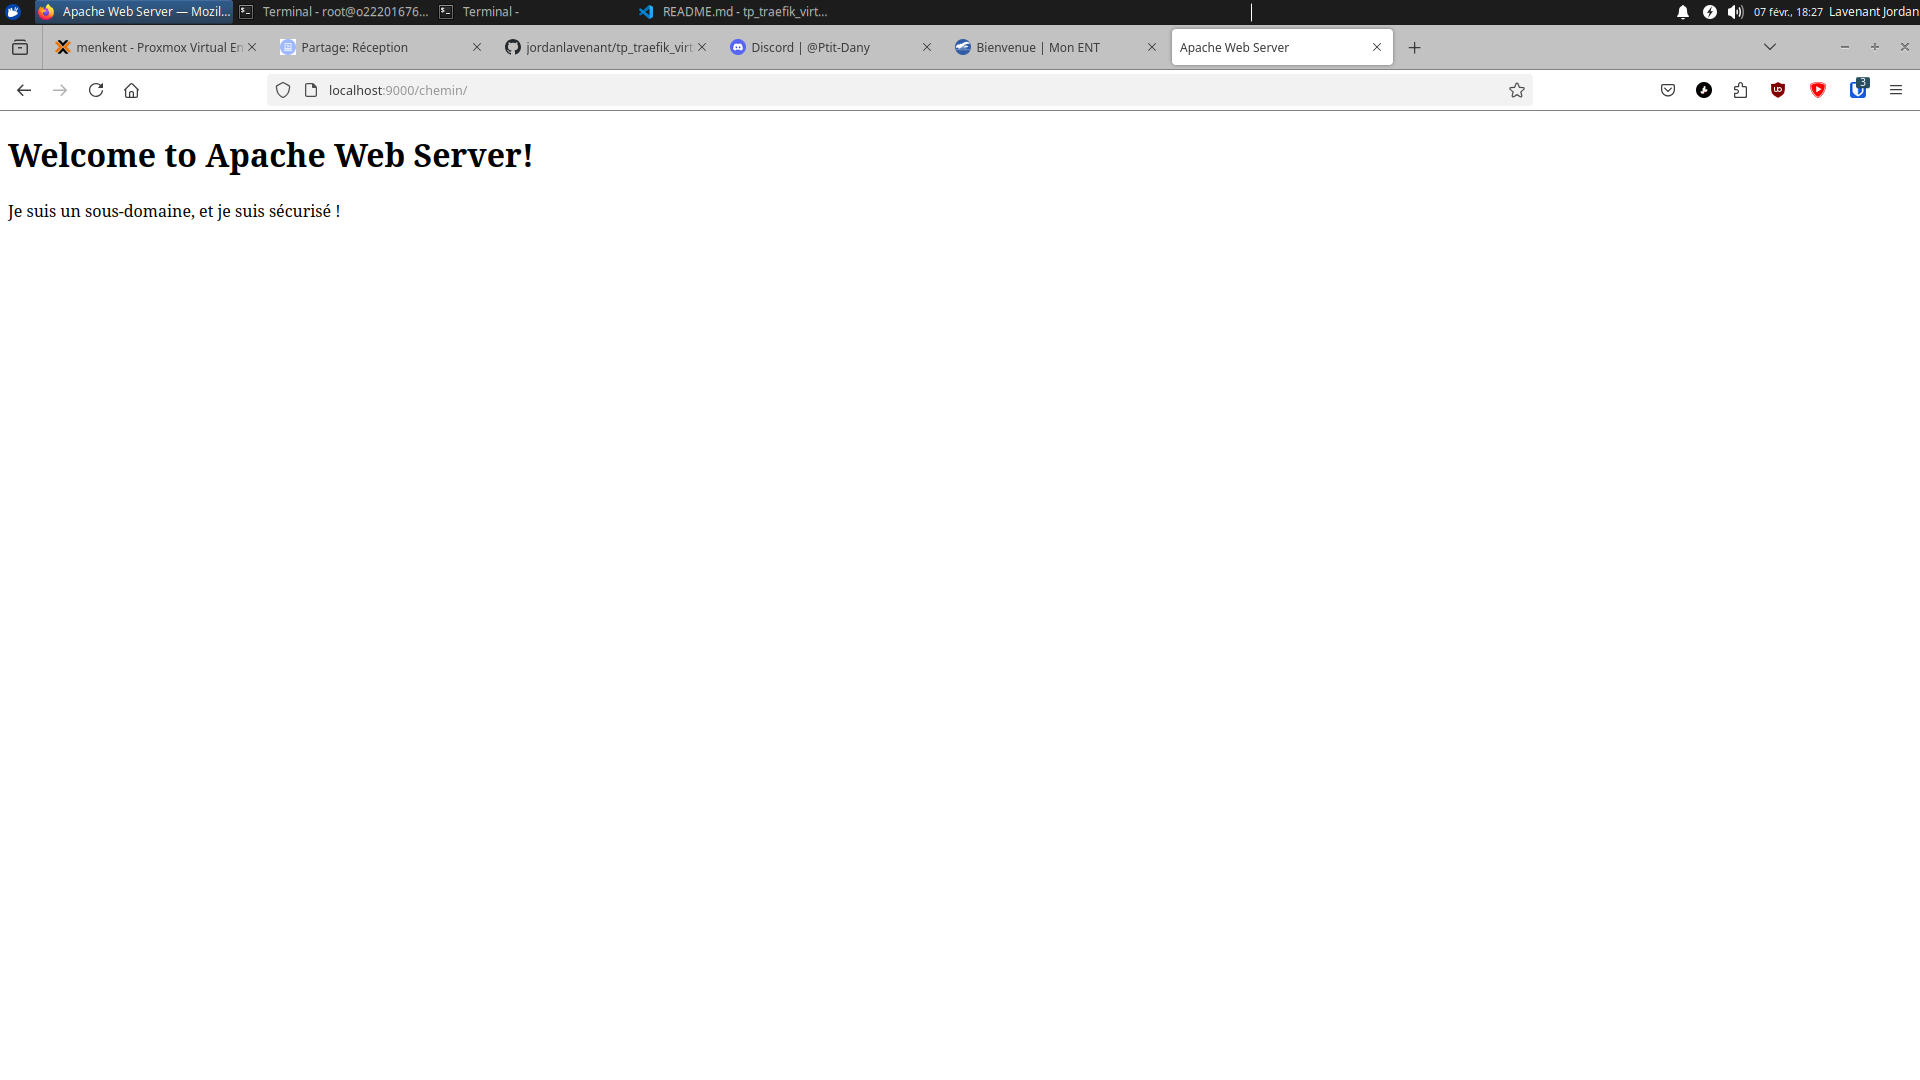 Apache Web Server — Mozil...
Terminal - root@o22201676...
Terminal -
README.md - tp_traefik_virt...
07 févr., 18:27
Lavenant Jordan
menkent - Proxmox Virtual En
Partage: Réception
jordanlavenant/tp_traefik_virt
Discord | @Ptit-Dany
Bienvenue | Mon ENT
Apache Web Server
localhost:9000/chemin/
3
Welcome to Apache Web Server!
Je suis un sous-domaine, et je suis sécurisé !